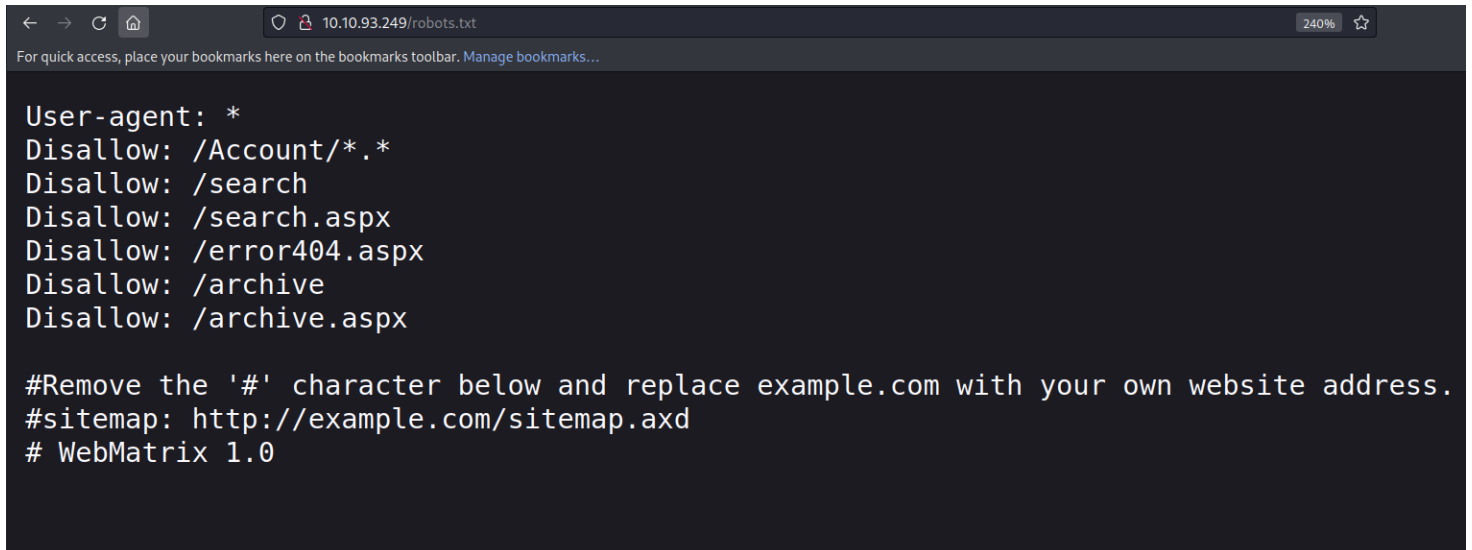 10.10.93.249/robots.txt
240%
For quick access, place your bookmarks here on the bookmarks toolbar. Manage bookmarks...
User-agent: *
Disallow: /Account/*.*
Disallow: /search
Disallow: /search.aspx
Disallow: /error404.aspx
Disallow: /archive
Disallow: /archive.aspx
#Remove the '#' character below and replace example.com with your own website address.
#sitemap: http://example.com/sitemap.axd
# WebMatrix 1.0